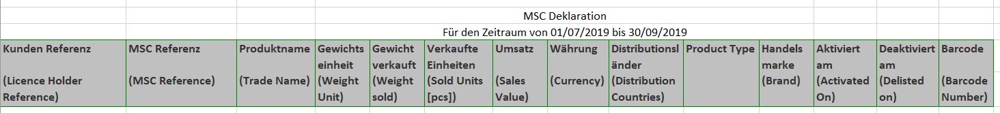 MSC Deklaration
Für den Zeitraum von 01/07/2019 bis 30/09/2019
Kunden Referenz
(Licence Holder
Reference)
MSC Referenz
(MSC Reference)
Produktname
(Trade Name)
Gewichts
einheit
(Weight
Unit)
Gewicht
verkauft
(Weight
sold)
Verkaufte
Einheiten
(Sold Units
[pcs])
Umsatz
(Sales
Value)
Währung
(Currency)
Distributionsl
änder
(Distribution
Countries)
Product Type
Handels
marke
(Brand)
Aktiviert
am
(Activated
On)
Deaktiviert
am
(Delisted
on)
Barcode
(Barcode
Number)